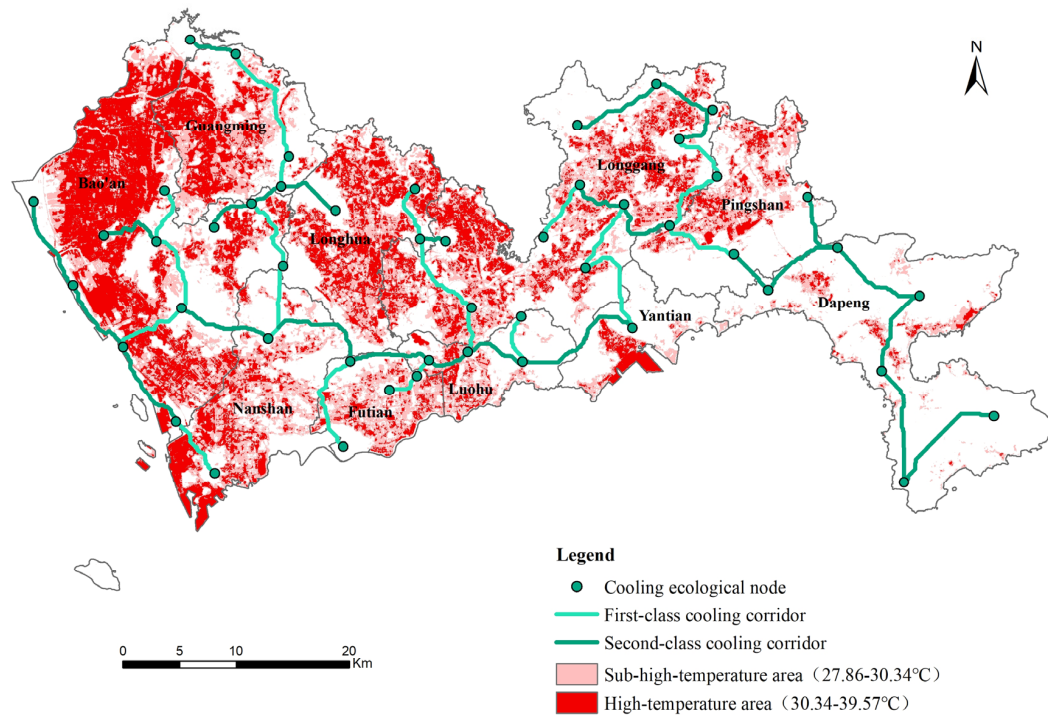 N
Guangming
Bao'an
Longgang
Pingshan
Longhua
Dapeng
Yantian
Luohu
Nanshan
Futian
Legend
Cooling ecological node
First-class cooling corridor
Second-class cooling corridor
Sub-high-temperature area（27.86-30.34℃）
High-temperature area（30.34-39.57℃）
0 5 10 20
Km